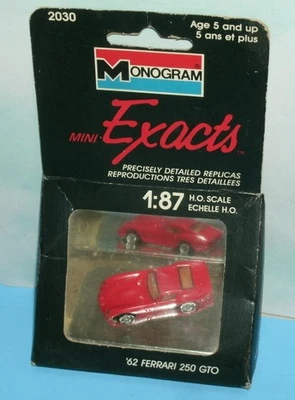 2030
Age 5 and up
5 ans et plus
MONOGRAM
MINI Exacts™
PRECISELY DETAILED REPLICAS
REPRODUCTIONS TRES DETAILLEES
1:87 H.O. SCALE
ECHELLE H.O.
'62 FERRARI 250 GTO